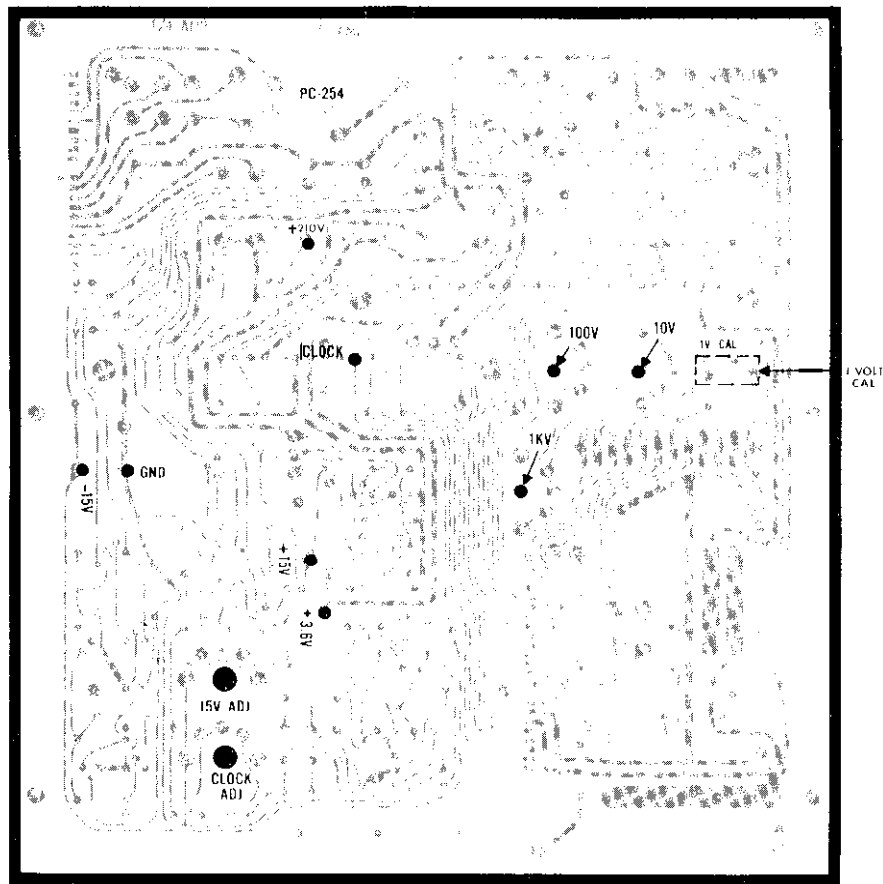 PC-254
+210V
CLOCK
100V
10V
1V CAL
1 VOLT
CAL
1KV
-15V
GND
+15V
+3.6V
15V ADJ
CLOCK
ADJ